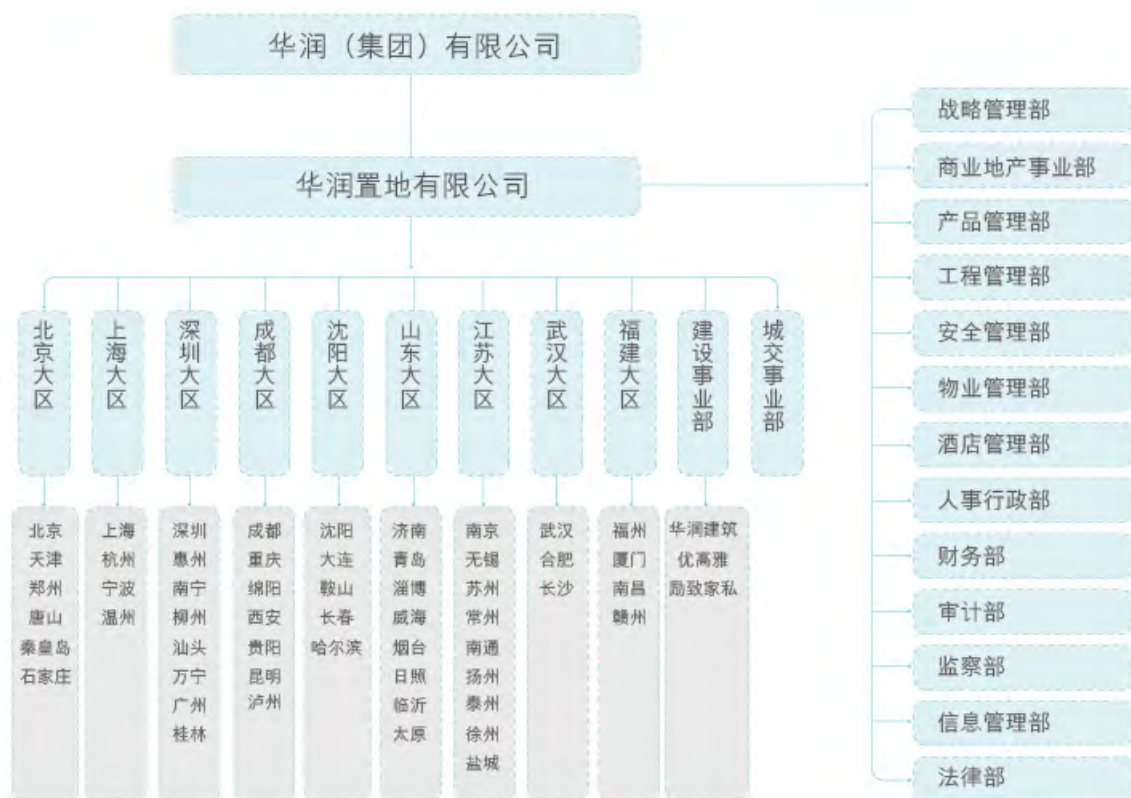 华润（集团）有限公司
华润置地有限公司
北京大区
上海大区
深圳大区
成都大区
沈阳大区
山东大区
江苏大区
武汉大区
福建大区
建设事业部
城交事业部
北京
天津
郑州
唐山
秦皇岛
石家庄
上海
杭州
宁波
温州
深圳
惠州
南宁
柳州
汕头
万宁
广州
桂林
成都
重庆
绵阳
西安
贵阳
昆明
泸州
沈阳
大连
鞍山
长春
哈尔滨
济南
青岛
淄博
威海
烟台
日照
临沂
太原
南京
无锡
苏州
常州
南通
扬州
泰州
徐州
盐城
武汉
合肥
长沙
福州
厦门
南昌
赣州
华润建筑
优高雅
励致家私
战略管理部
商业地产事业部
产品管理部
工程管理部
安全管理部
物业管理部
酒店管理部
人事行政部
财务部
审计部
监察部
信息管理部
法律部